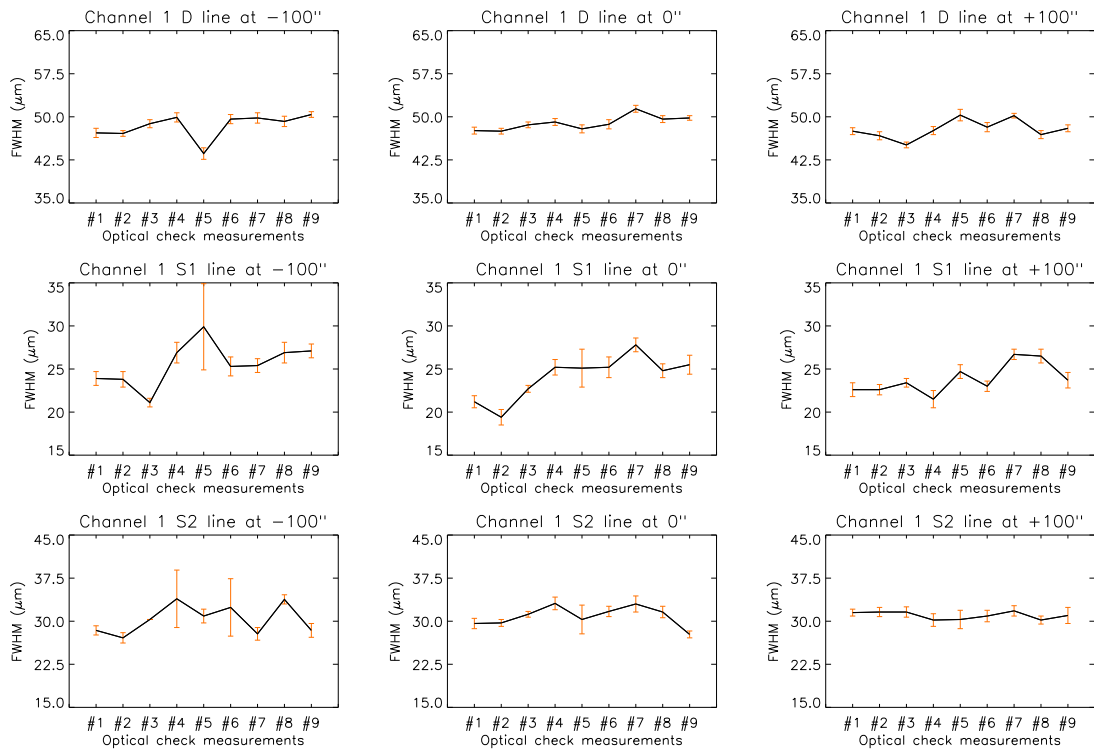 Channel 1 D line at −100"
FWHM (μm)
65.0
57.5
50.0
42.5
35.0
#1 #2 #3 #4 #5 #6 #7 #8 #9
Optical check measurements
Channel 1 D line at 0"
FWHM (μm)
65.0
57.5
50.0
42.5
35.0
#1 #2 #3 #4 #5 #6 #7 #8 #9
Optical check measurements
Channel 1 D line at +100"
FWHM (μm)
65.0
57.5
50.0
42.5
35.0
#1 #2 #3 #4 #5 #6 #7 #8 #9
Optical check measurements
Channel 1 S1 line at −100"
FWHM (μm)
35
30
25
20
15
#1 #2 #3 #4 #5 #6 #7 #8 #9
Optical check measurements
Channel 1 S1 line at 0"
FWHM (μm)
35
30
25
20
15
#1 #2 #3 #4 #5 #6 #7 #8 #9
Optical check measurements
Channel 1 S1 line at +100"
FWHM (μm)
35
30
25
20
15
#1 #2 #3 #4 #5 #6 #7 #8 #9
Optical check measurements
Channel 1 S2 line at −100"
FWHM (μm)
45.0
37.5
30.0
22.5
15.0
#1 #2 #3 #4 #5 #6 #7 #8 #9
Optical check measurements
Channel 1 S2 line at 0"
FWHM (μm)
45.0
37.5
30.0
22.5
15.0
#1 #2 #3 #4 #5 #6 #7 #8 #9
Optical check measurements
Channel 1 S2 line at +100"
FWHM (μm)
45.0
37.5
30.0
22.5
15.0
#1 #2 #3 #4 #5 #6 #7 #8 #9
Optical check measurements